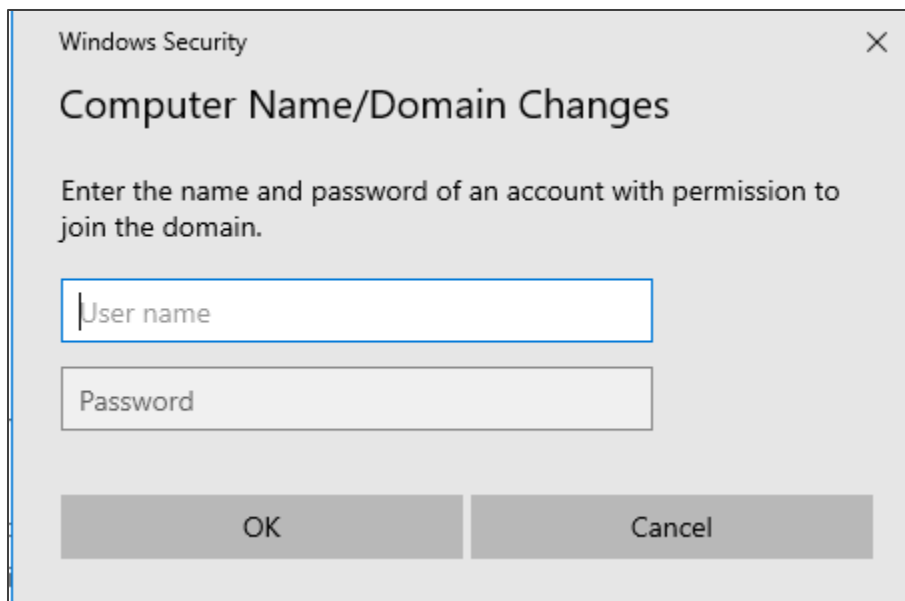 Windows Security
Computer Name/Domain Changes
Enter the name and password of an account with permission to
join the domain.
User name
Password
OK Cancel